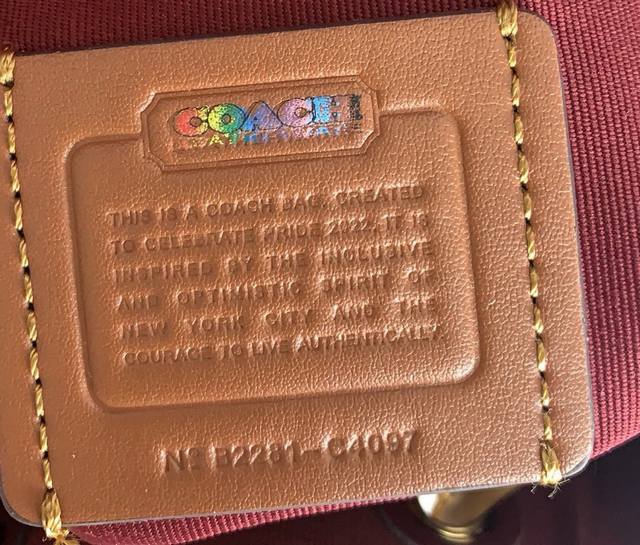 COACH
THIS IS A COACH BAG, CREATED
TO CELEBRATE PRIDE 2022. IT IS
INSPIRED BY THE INCLUSIVE
AND OPTIMISTIC SPIRIT OF
NEW YORK CITY AND THE
COURAGE TO LIVE AUTHENTICALLY.
Nº B2281-C4097